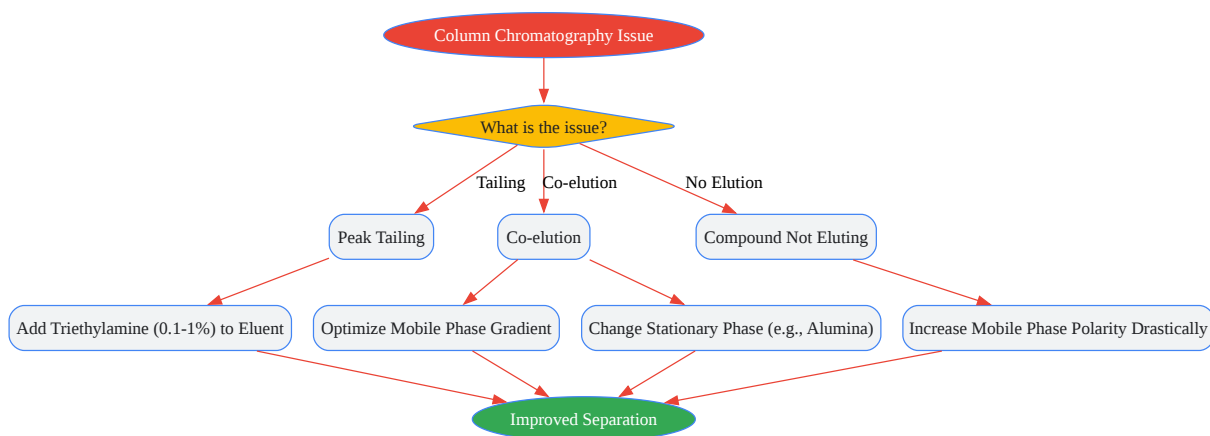 Column Chromatography Issue
What is the issue?
Tailing
Co-elution
No Elution
Peak Tailing
Co-elution
Compound Not Eluting
Add Triethylamine (0.1-1%) to Eluent
Optimize Mobile Phase Gradient
Change Stationary Phase (e.g., Alumina)
Increase Mobile Phase Polarity Drastically
Improved Separation